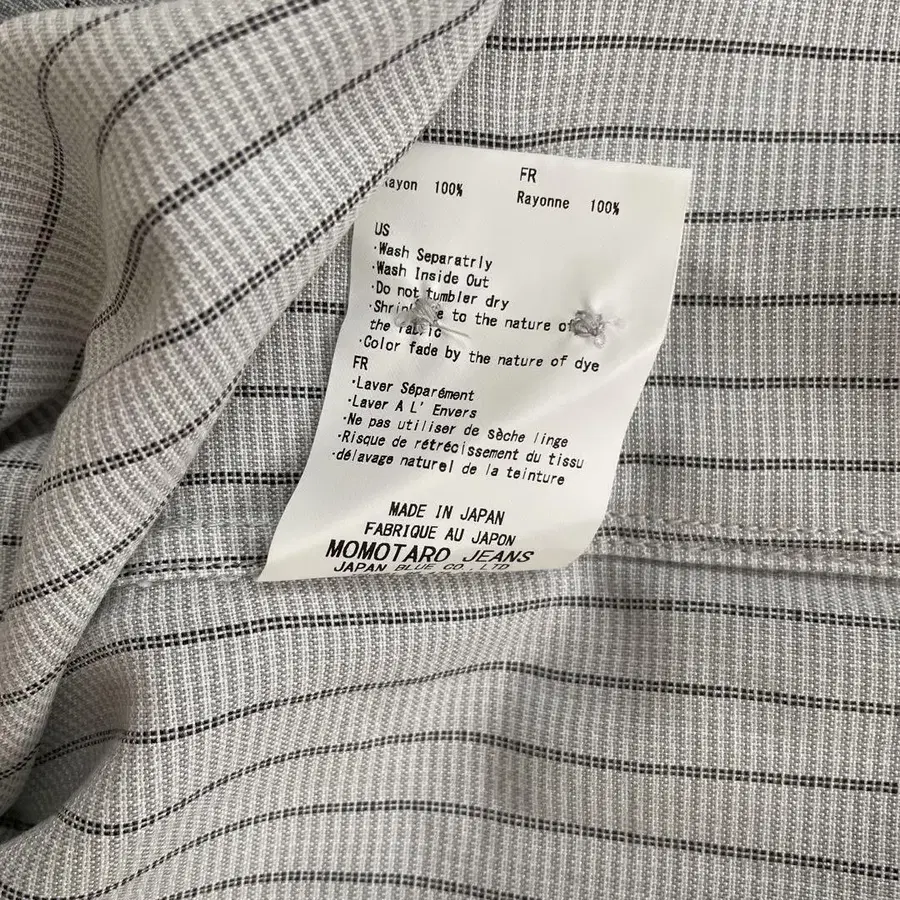 FR
100% Rayonne 100%
US
·Wash Separatrly
·Wash Inside Out
·Do not tumbler dry
to the nature of
the
·Color fade by the nature of dye
FR
·Laver Séparément
·Laver A L' Envers
·Ne pas utiliser de sèche linge
·Risque de rétrécissement du tissu
·délavage naturel de la teinture
MADE IN JAPAN
FABRIQUE AU JAPON
MOMOTARO JEANS
JAPAN BLUE CO., LTD.